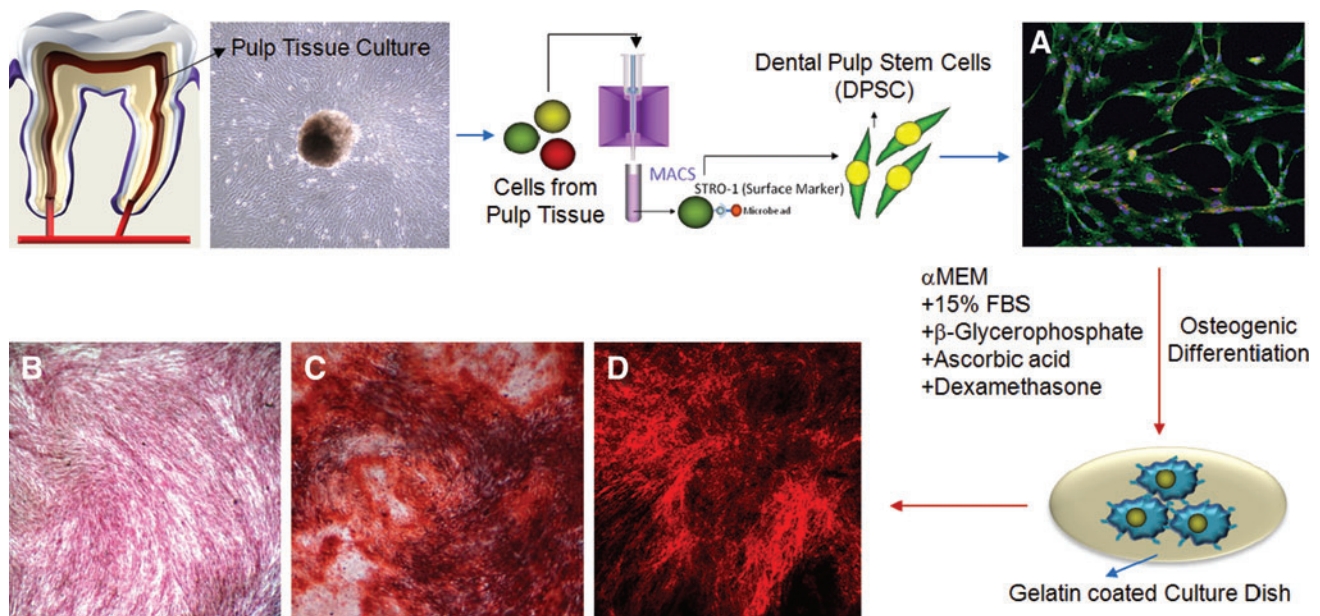 Pulp Tissue Culture
Cells from
Pulp Tissue
MACS
STRO-1 (Surface Marker)
Microbead
Dental Pulp Stem Cells
(DPSC)
A
αMEM
+15% FBS
+β-Glycerophosphate
+Ascorbic acid
+Dexamethasone
Osteogenic
Differentiation
B
C
D
Gelatin coated Culture Dish